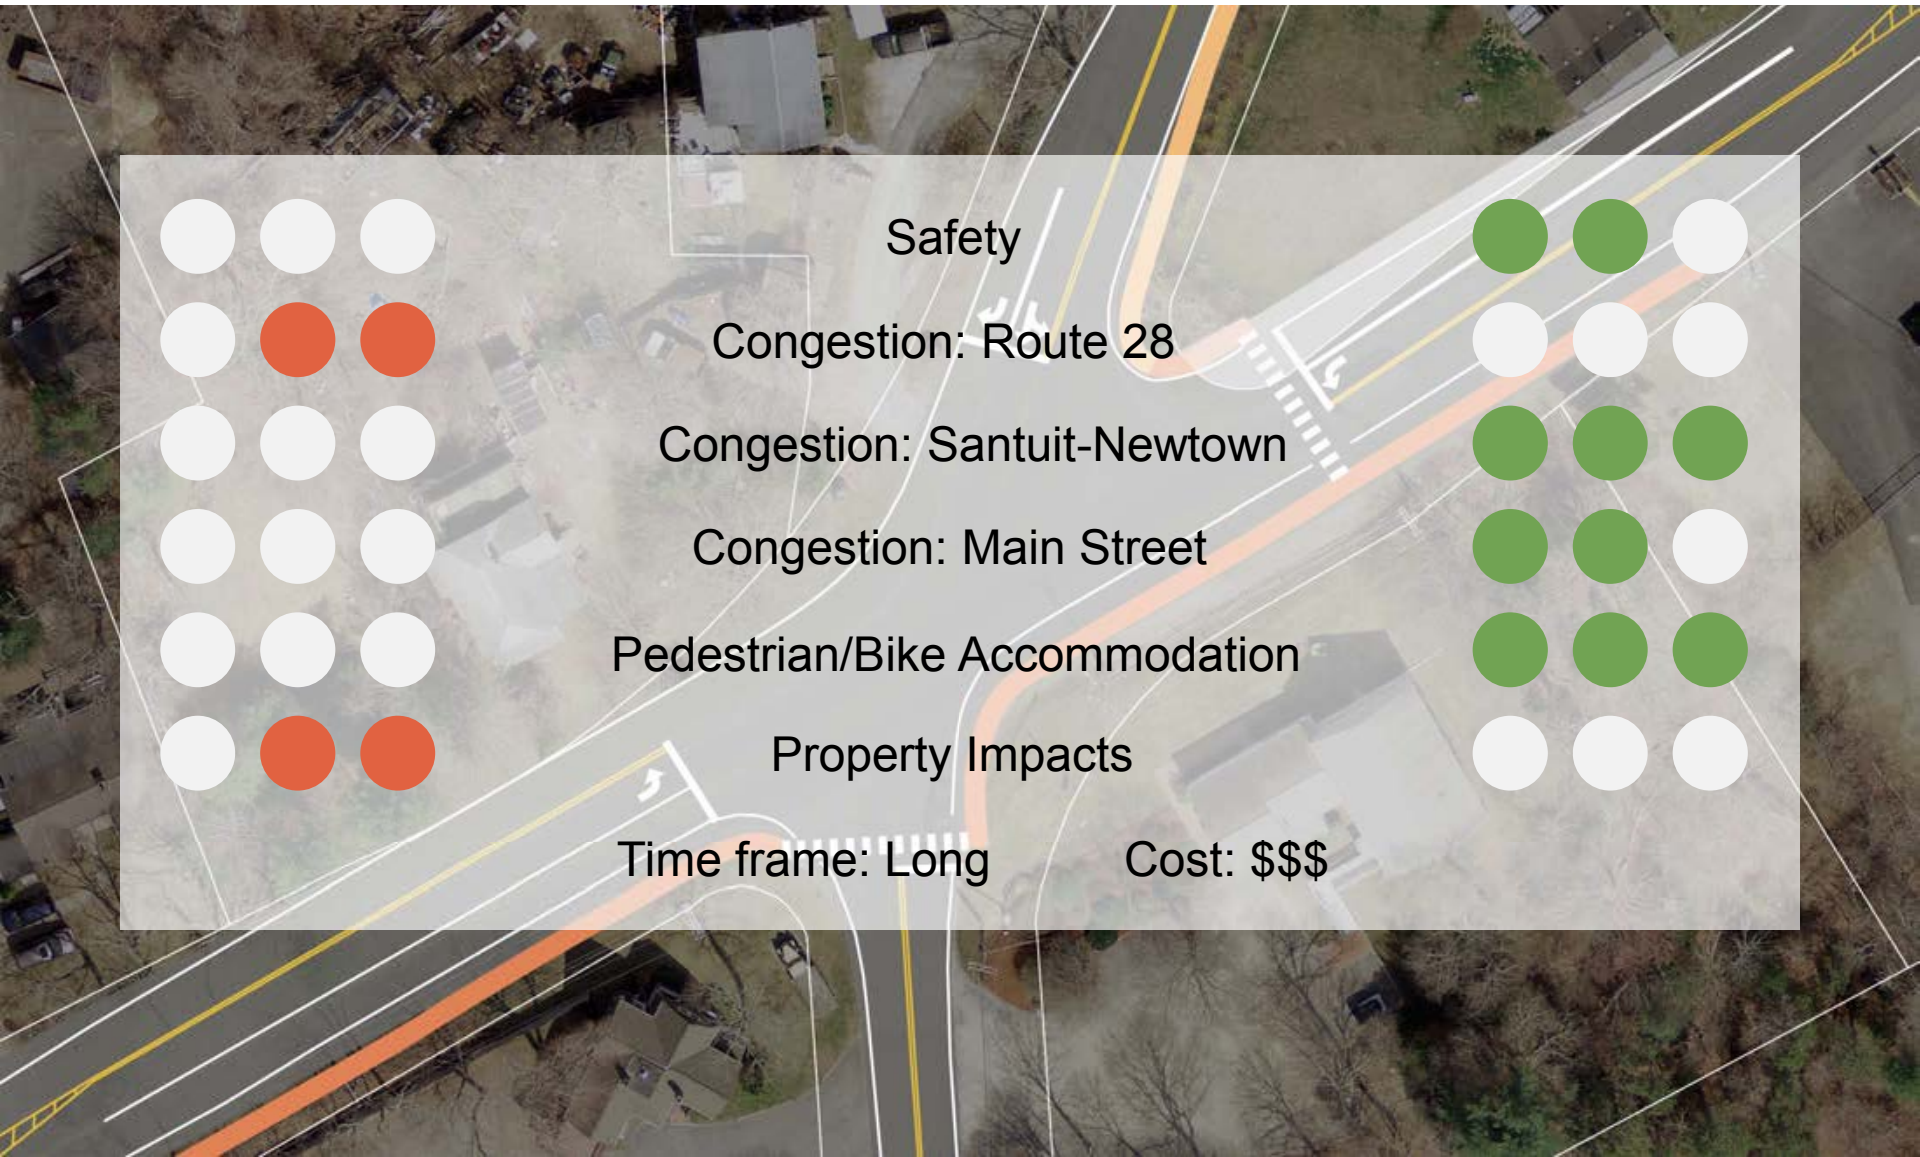 Safety
Congestion: Route 28
Congestion: Santuit-Newtown
Congestion: Main Street
Pedestrian/Bike Accommodation
Property Impacts
Time frame: Long Cost: $$$